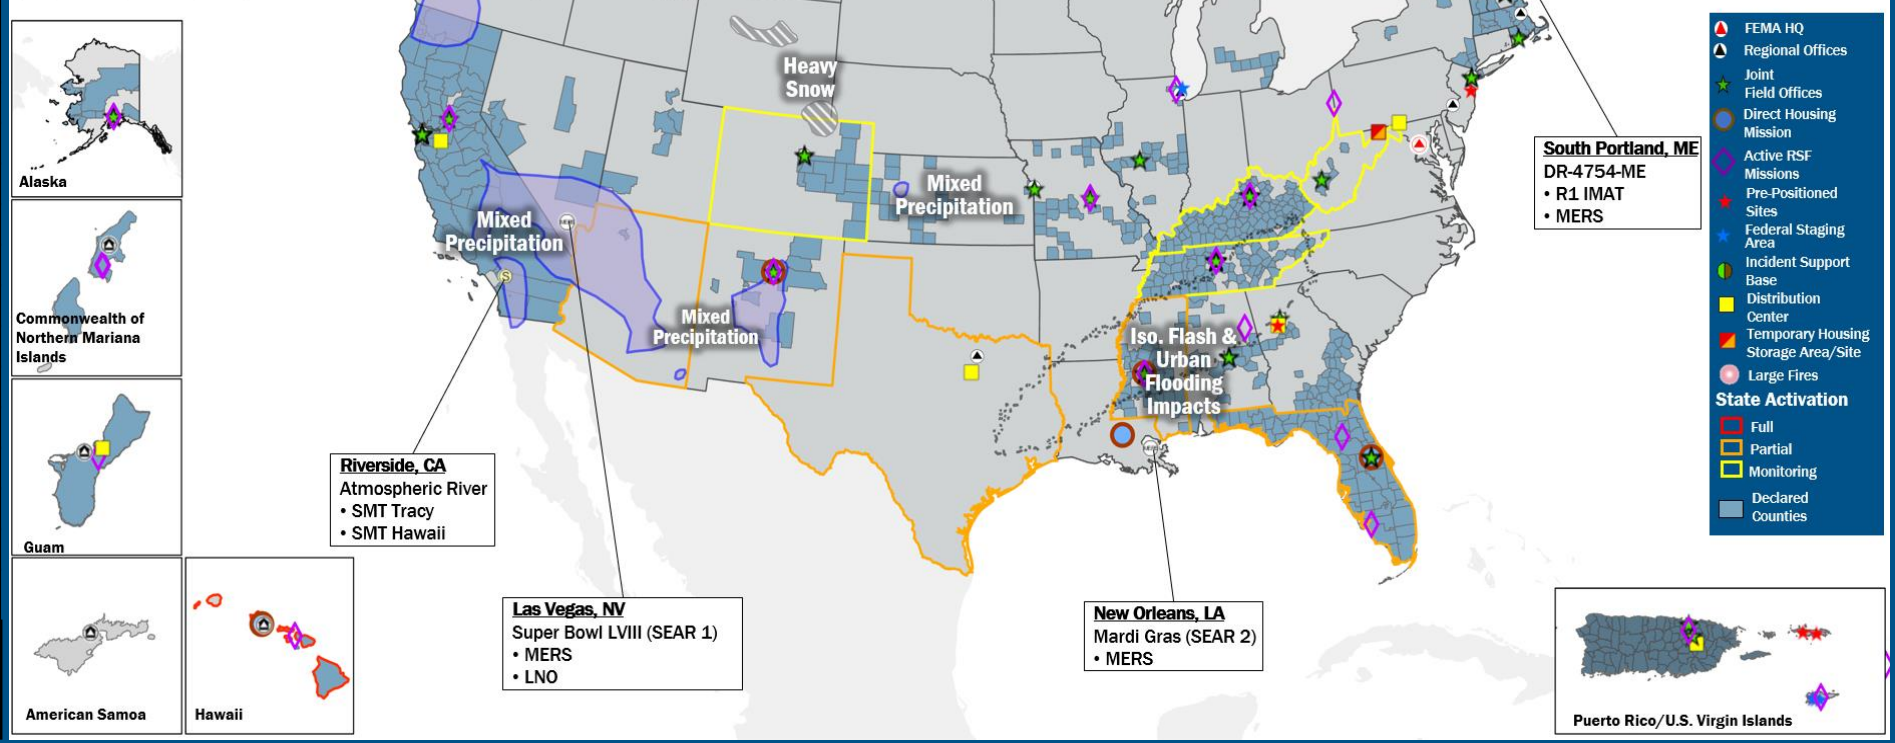 Alaska
Commonwealth of
Northern Mariana
Islands
Guam
American Samoa
Hawaii
Heavy
Snow
Mixed
Precipitation
Mixed
Precipitation
Mixed
Precipitation
Iso. Flash &
Urban
Flooding
Impacts
S
Riverside, CA
Atmospheric River
• SMT Tracy
• SMT Hawaii
Las Vegas, NV
Super Bowl LVIII (SEAR 1)
• MERS
• LNO
New Orleans, LA
Mardi Gras (SEAR 2)
• MERS
South Portland, ME
DR-4754-ME
• R1 IMAT
• MERS
FEMA HQ
Regional Offices
Joint
Field Offices
Direct Housing
Mission
Active RSF
Missions
Pre-Positioned
Sites
Federal Staging
Area
Incident Support
Base
Distribution
Center
Temporary Housing
Storage Area/Site
Large Fires
State Activation
Full
Partial
Monitoring
Declared
Counties
Puerto Rico/U.S. Virgin Islands